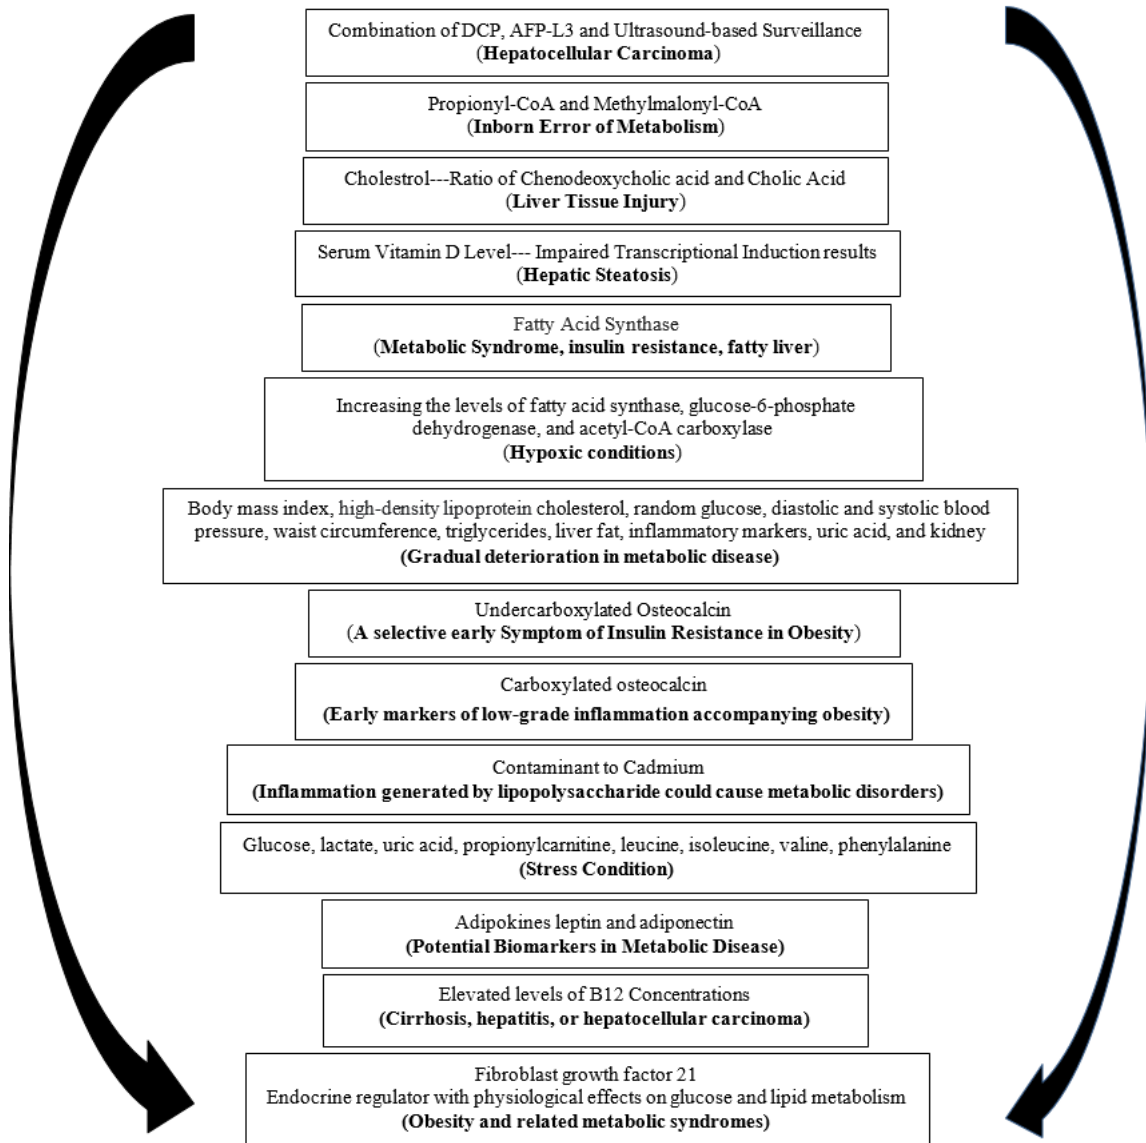 Combination of DCP, AFP-L3 and Ultrasound-based Surveillance
(Hepatocellular Carcinoma)
Propionyl-CoA and Methylmalonyl-CoA
(Inborn Error of Metabolism)
Cholestrol---Ratio of Chenodeoxycholic acid and Cholic Acid
(Liver Tissue Injury)
Serum Vitamin D Level--- Impaired Transcriptional Induction results
(Hepatic Steatosis)
Fatty Acid Synthase
(Metabolic Syndrome, insulin resistance, fatty liver)
Increasing the levels of fatty acid synthase, glucose-6-phosphate
dehydrogenase, and acetyl-CoA carboxylase
(Hypoxic conditions)
Body mass index, high-density lipoprotein cholesterol, random glucose, diastolic and systolic blood
pressure, waist circumference, triglycerides, liver fat, inflammatory markers, uric acid, and kidney
(Gradual deterioration in metabolic disease)
Undercarboxylated Osteocalcin
(A selective early Symptom of Insulin Resistance in Obesity)
Carboxylated osteocalcin
(Early markers of low-grade inflammation accompanying obesity)
Contaminant to Cadmium
(Inflammation generated by lipopolysaccharide could cause metabolic disorders)
Glucose, lactate, uric acid, propionylcarnitine, leucine, isoleucine, valine, phenylalanine
(Stress Condition)
Adipokines leptin and adiponectin
(Potential Biomarkers in Metabolic Disease)
Elevated levels of B12 Concentrations
(Cirrhosis, hepatitis, or hepatocellular carcinoma)
Fibroblast growth factor 21
Endocrine regulator with physiological effects on glucose and lipid metabolism
(Obesity and related metabolic syndromes)